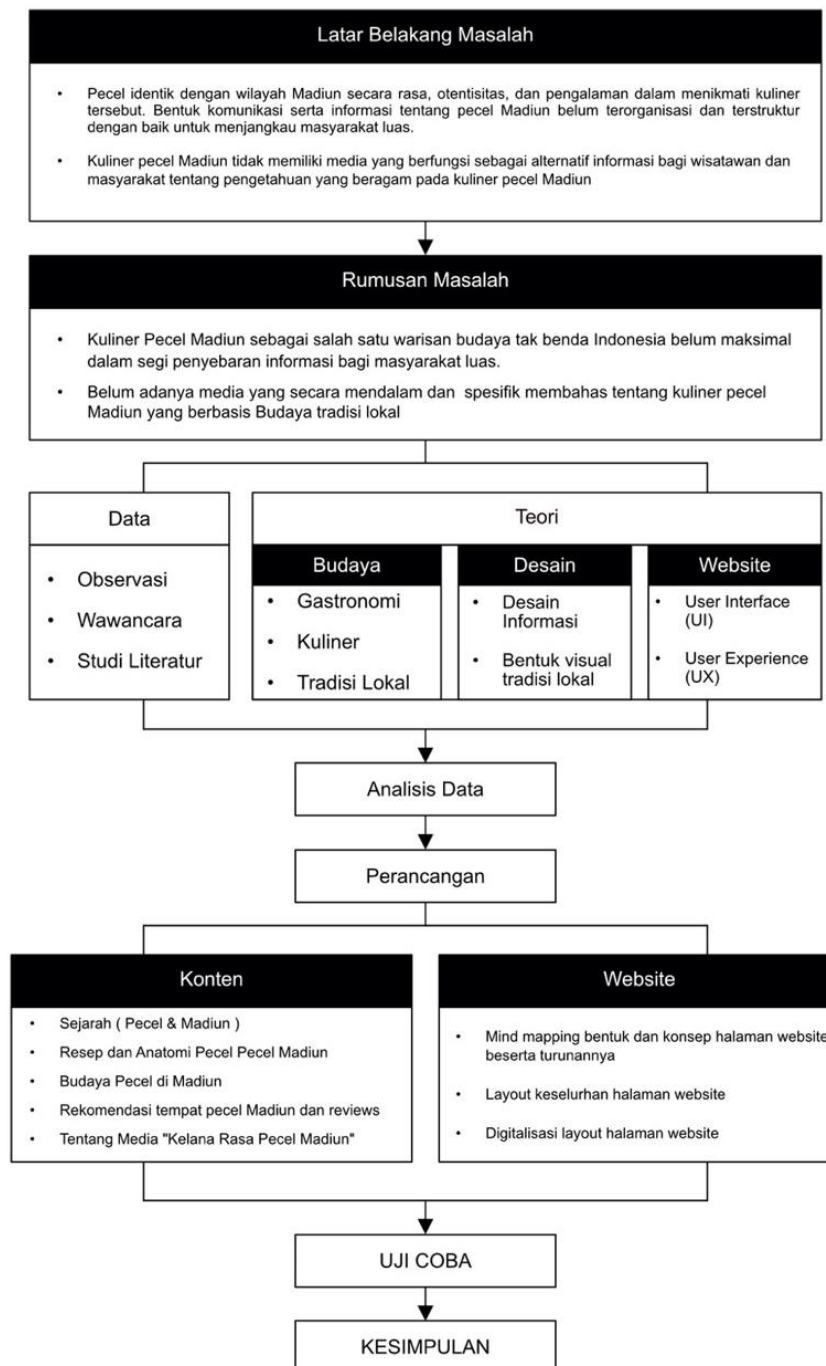 Latar Belakang Masalah
• Pecel identik dengan wilayah Madiun secara rasa, otentisitas, dan pengalaman dalam menikmati kuliner
tersebut. Bentuk komunikasi serta informasi tentang pecel Madiun belum terorganisasi dan terstruktur
dengan baik untuk menjangkau masyarakat luas.
• Kuliner pecel Madiun tidak memiliki media yang berfungsi sebagai alternatif informasi bagi wisatawan dan
masyarakat tentang pengetahuan yang beragam pada kuliner pecel Madiun
Rumusan Masalah
• Kuliner Pecel Madiun sebagai salah satu warisan budaya tak benda Indonesia belum maksimal
dalam segi penyebaran informasi bagi masyarakat luas.
• Belum adanya media yang secara mendalam dan spesifik membahas tentang kuliner pecel
Madiun yang berbasis Budaya tradisi lokal
Data
• Observasi
• Wawancara
• Studi Literatur
Teori
Budaya
• Gastronomi
• Kuliner
• Tradisi Lokal
Desain
• Desain
Informasi
• Bentuk visual
tradisi lokal
Website
• User Interface
(UI)
• User Experience
(UX)
Analisis Data
Perancangan
Konten
• Sejarah ( Pecel & Madiun )
• Resep dan Anatomi Pecel Pecel Madiun
• Budaya Pecel di Madiun
• Rekomendasi tempat pecel Madiun dan reviews
• Tentang Media "Kelana Rasa Pecel Madiun"
Website
• Mind mapping bentuk dan konsep halaman website
beserta turunannya
• Layout keselurhan halaman website
• Digitalisasi layout halaman website
UJI COBA
KESIMPULAN